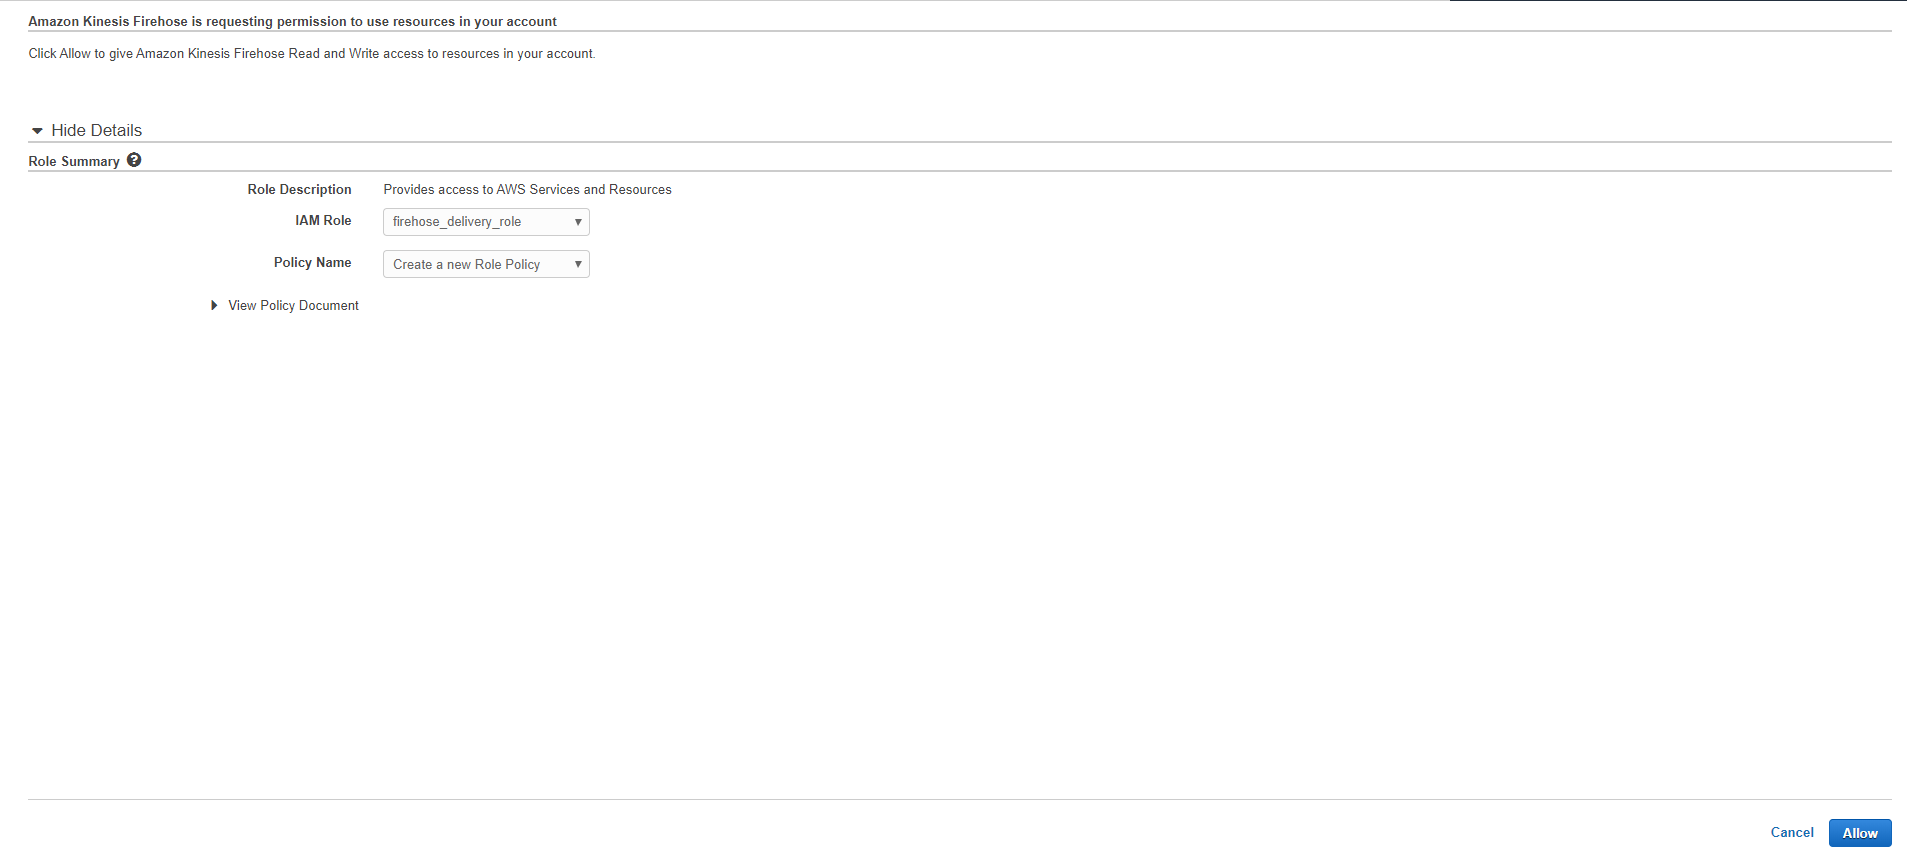 Amazon Kinesis Firehose is requesting permission to use resources in your account
Click Allow to give Amazon Kinesis Firehose Read and Write access to resources in your account.
Hide Details
Role Summary ?
Role Description Provides access to AWS Services and Resources
IAM Role firehose_delivery_role
Policy Name Create a new Role Policy
View Policy Document
Cancel Allow